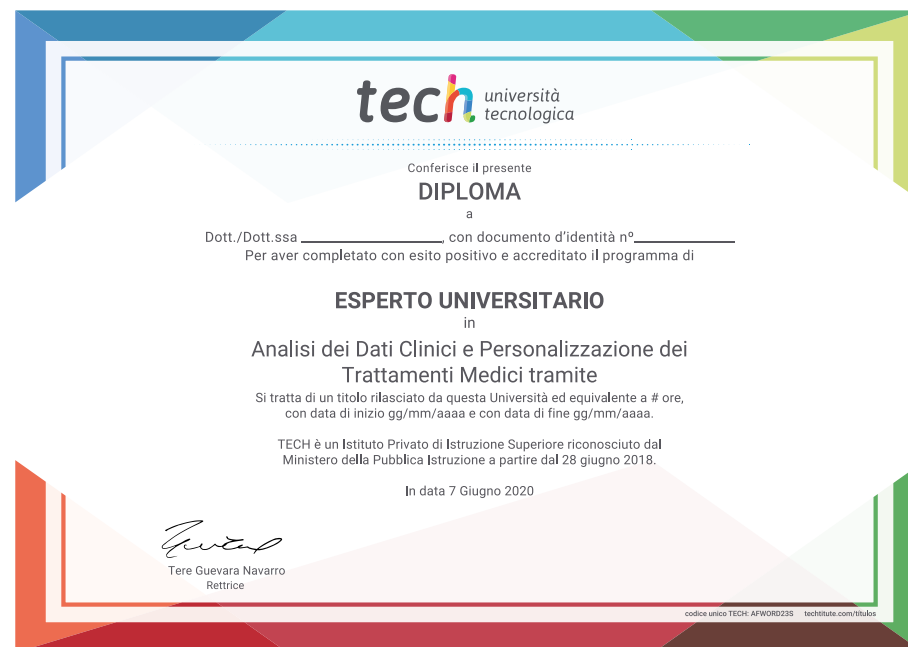 tech università
tecnologica
Conferisce il presente
DIPLOMA
a
Dott./Dott.ssa ____________________, con documento d'identità nº______________
Per aver completato con esito positivo e accreditato il programma di
ESPERTO UNIVERSITARIO
in
Analisi dei Dati Clinici e Personalizzazione dei
Trattamenti Medici tramite
Si tratta di un titolo rilasciato da questa Università ed equivalente a # ore,
con data di inizio gg/mm/aaaa e con data di fine gg/mm/aaaa.
TECH è un Istituto Privato di Istruzione Superiore riconosciuto dal
Ministero della Pubblica Istruzione a partire dal 28 giugno 2018.
In data 7 Giugno 2020
Tere Guevara Navarro
Rettrice
codice unico TECH: AFWORD23S techtitute.com/titulos